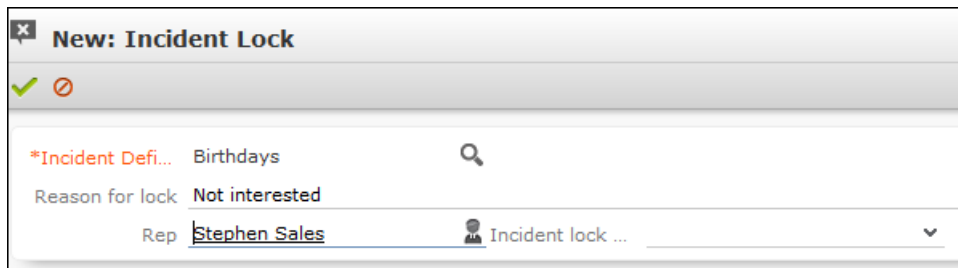 New: Incident Lock
*Incident Defi... Birthdays
Reason for lock Not interested
Rep Stephen Sales Incident lock ...